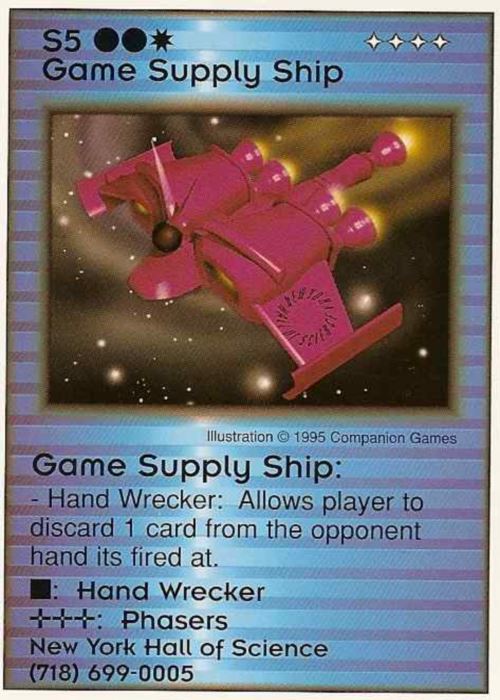 S5
Game Supply Ship
Illustration © 1995 Companion Games
Game Supply Ship:
- Hand Wrecker: Allows player to
discard 1 card from the opponent
hand its fired at.
■: Hand Wrecker
✢✢✢: Phasers
New York Hall of Science
(718) 699-0005